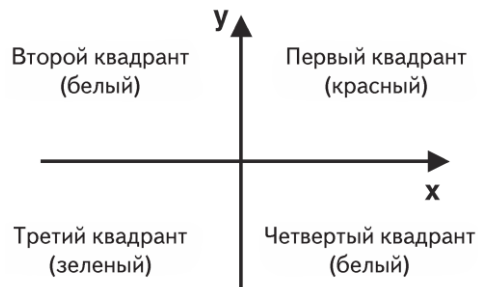 y
Второй квадрант
(белый)
Первый квадрант
(красный)
x
Третий квадрант
(зеленый)
Четвертый квадрант
(белый)